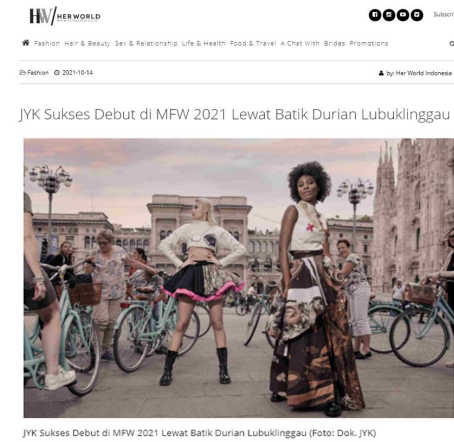 HW/ HERWORLD
Subscri
Fashion Hair & Beauty Sex & Relationship Life & Health Food & Travel A Chat With Brides Promotions
Fashion 2021-10-14
by: Her World Indonesia
JYK Sukses Debut di MFW 2021 Lewat Batik Durian Lubuklinggau
JYK Sukses Debut di MFW 2021 Lewat Batik Durian Lubuklinggau (Foto: Dok. JYK)